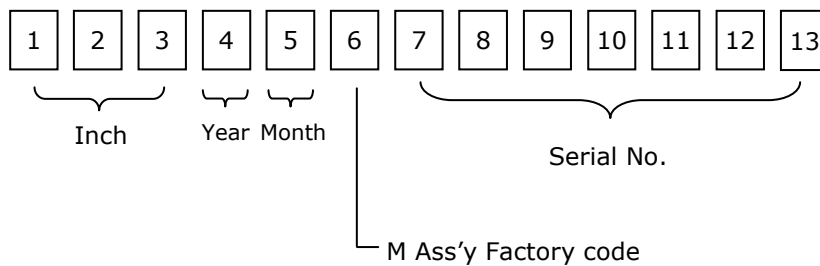 1 2 3 4 5 6 7 8 9 10 11 12 13
Inch Year Month
Serial No.
M Ass’y Factory code